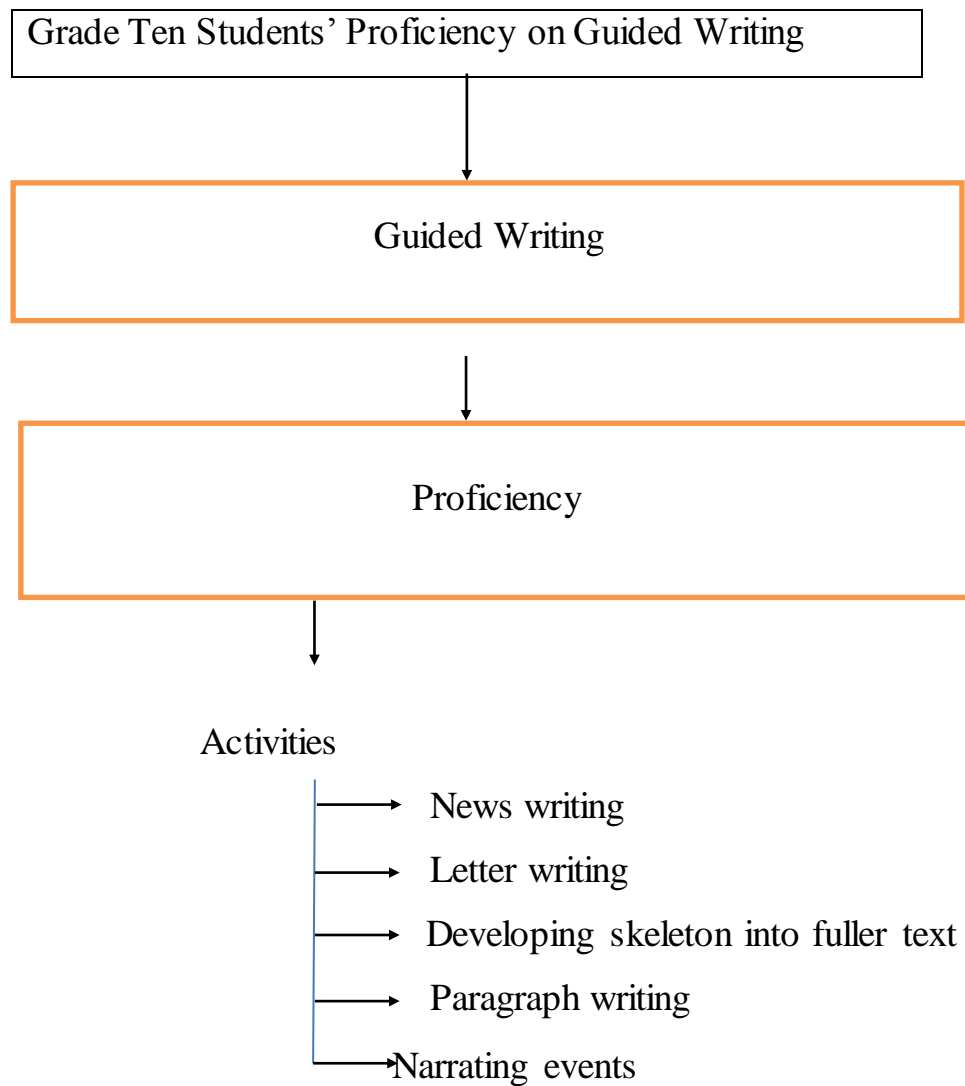 Grade Ten Students’ Proficiency on Guided Writing
Guided Writing
Proficiency
Activities
News writing
Letter writing
Developing skeleton into fuller text
Paragraph writing
Narrating events